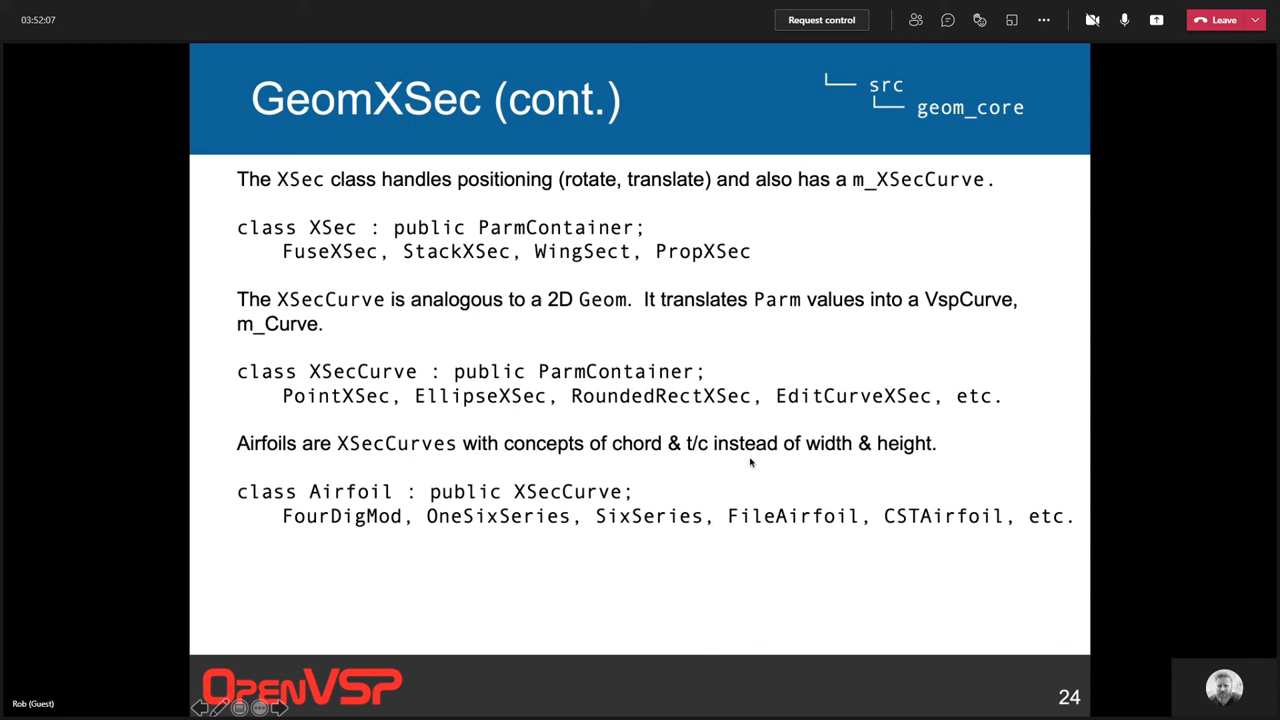 03:52:07
Request control
Leave
GeomXSec (cont.)
src
geom_core
The XSec class handles positioning (rotate, translate) and also has a m_XSecCurve.
class XSec : public ParmContainer;
FuseXSec, StackXSec, WingSect, PropXSec
The XSecCurve is analogous to a 2D Geom. It translates Parm values into a VspCurve,
m_Curve.
class XSecCurve : public ParmContainer;
PointXSec, EllipseXSec, RoundedRectXSec, EditCurveXSec, etc.
Airfoils are XSecCurves with concepts of chord & t/c instead of width & height.
class Airfoil : public XSecCurve;
FourDigMod, OneSixSeries, SixSeries, FileAirfoil, CSTAirfoil, etc.
OpenVSP
24
Rob (Guest)